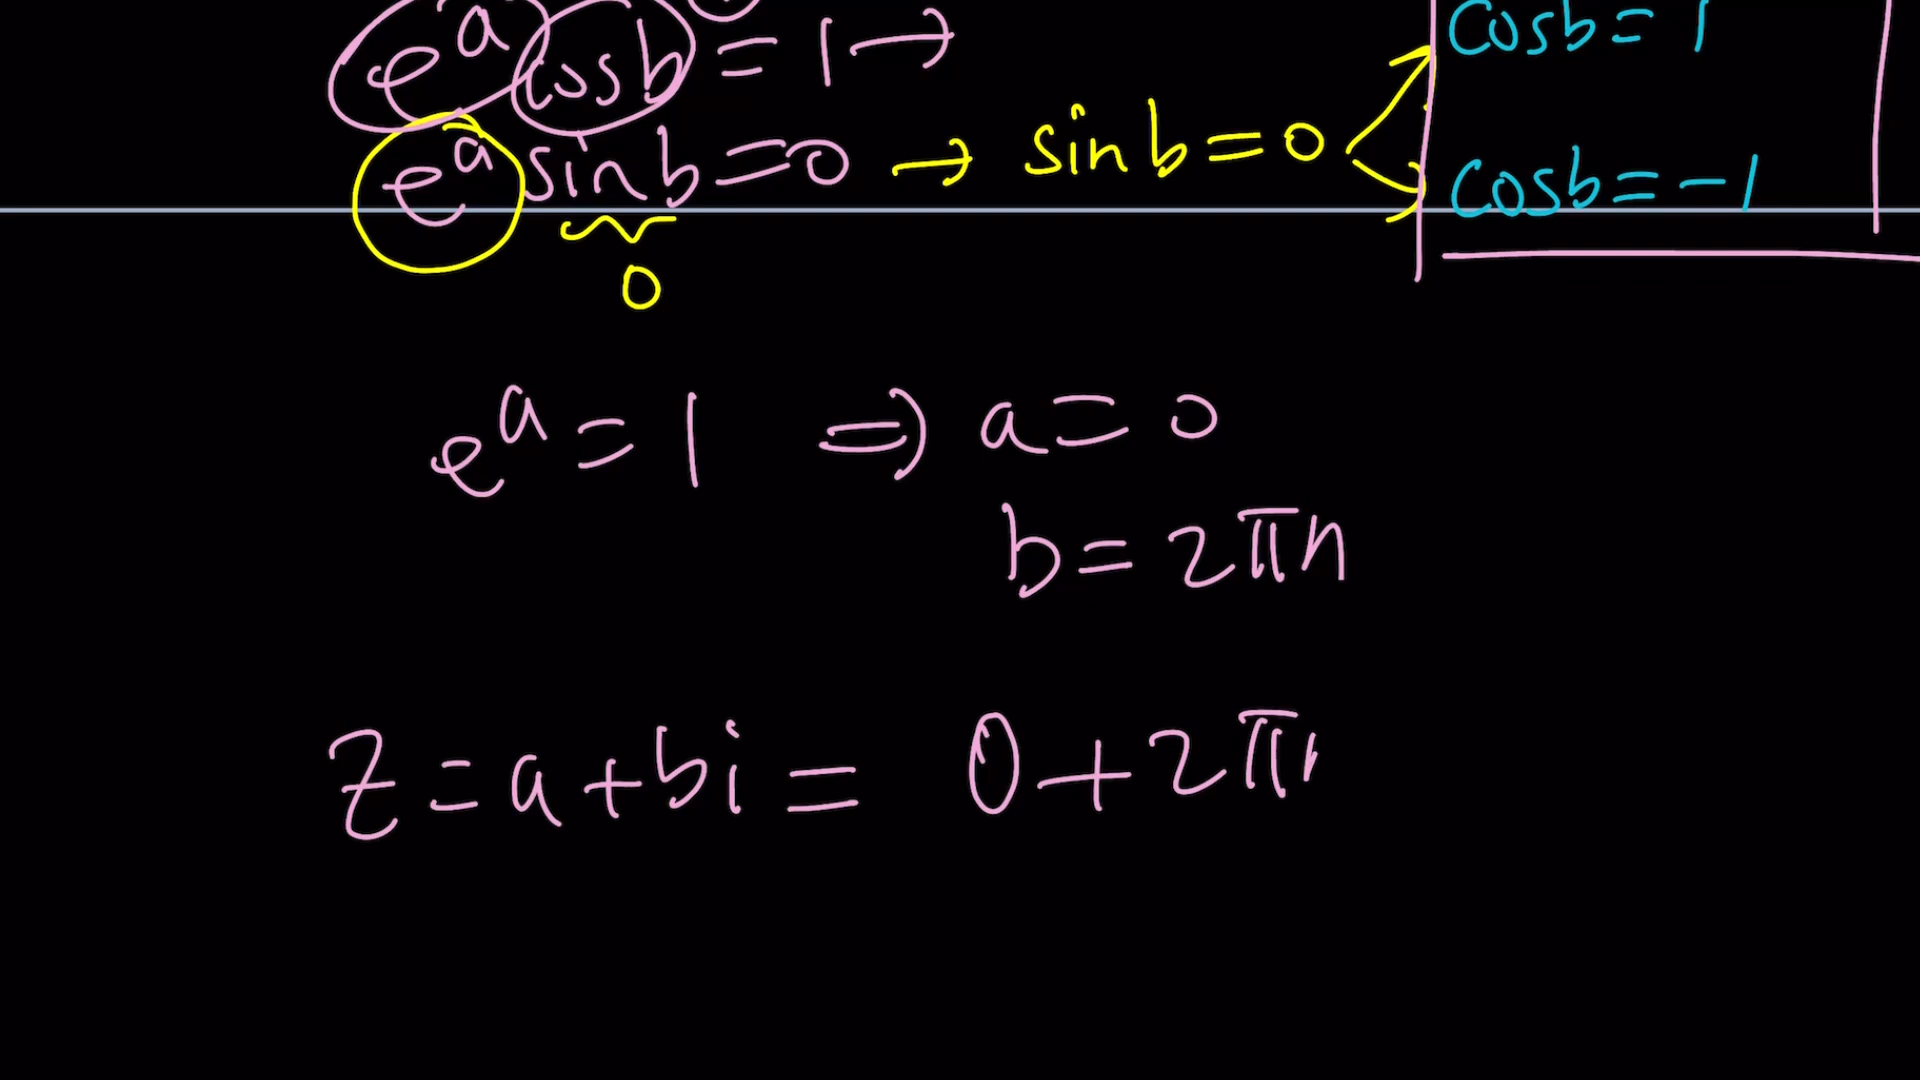 e^a cos b = 1 →
cos b = 1
e^a sin b = 0 → sin b = 0
cos b = -1
0
e^a = 1 ⇒ a = 0
b = 2πn
z = a + bi = 0 + 2π